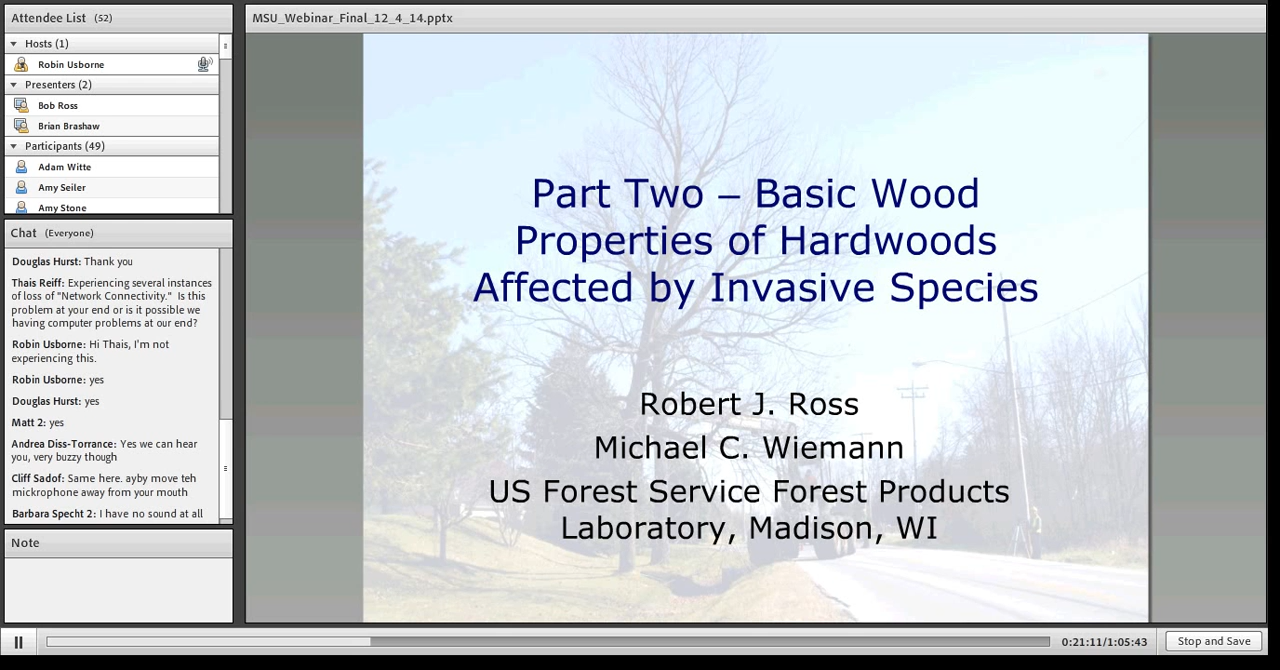 Attendee List (52)
Hosts (1)
Robin Usborne
Presenters (2)
Bob Ross
Brian Brashaw
Participants (49)
Adam Witte
Amy Seiler
Amy Stone
Chat (Everyone)
Douglas Hurst: Thank you
Thais Reiff: Experiencing several instances
of loss of "Network Connectivity." Is this
problem at your end or is it possible we
having computer problems at our end?
Robin Usborne: Hi Thais, I'm not
experiencing this.
Robin Usborne: yes
Douglas Hurst: yes
Matt 2: yes
Andrea Diss-Torrance: Yes we can hear
you, very buzzy though
Cliff Sadof: Same here. ayby move teh
mickrophone away from your mouth
Barbara Specht 2: I have no sound at all
Note
MSU_Webinar_Final_12_4_14.pptx
Part Two – Basic Wood
Properties of Hardwoods
Affected by Invasive Species
Robert J. Ross
Michael C. Wiemann
US Forest Service Forest Products
Laboratory, Madison, WI
0:21:11/1:05:43
Stop and Save